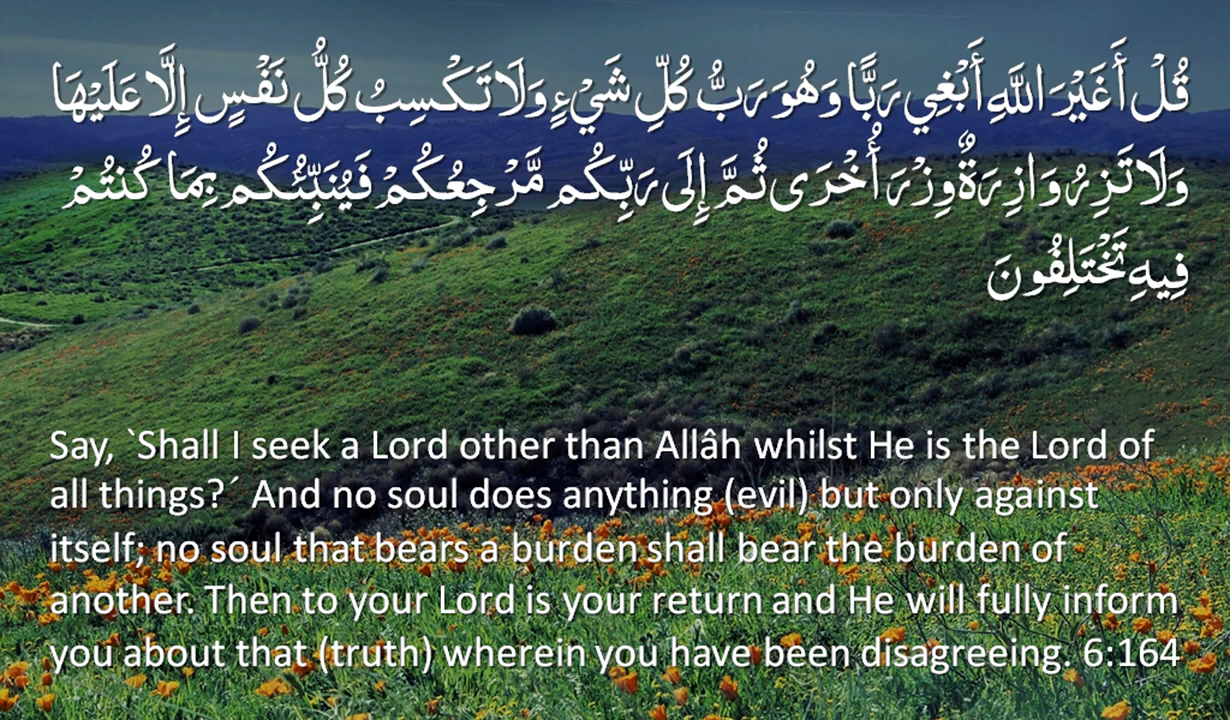 قُلْ أَغَيْرَ اللَّهِ أَبْغِي رَبًّا وَهُوَ رَبُّ كُلِّ شَيْءٍ وَلَا تَكْسِبُ كُلُّ نَفْسٍ إِلَّا عَلَيْهَا
وَلَا تَزِرُ وَازِرَةٌ وِزْرَ أُخْرَى ثُمَّ إِلَى رَبِّكُم مَّرْجِعُكُمْ فَيُنَبِّئُكُم بِمَا كُنتُمْ
فِيهِ تَخْتَلِفُونَ
Say, `Shall I seek a Lord other than Allâh whilst He is the Lord of
all things?´ And no soul does anything (evil) but only against
itself; no soul that bears a burden shall bear the burden of
another. Then to your Lord is your return and He will fully inform
you about that (truth) wherein you have been disagreeing. 6:164